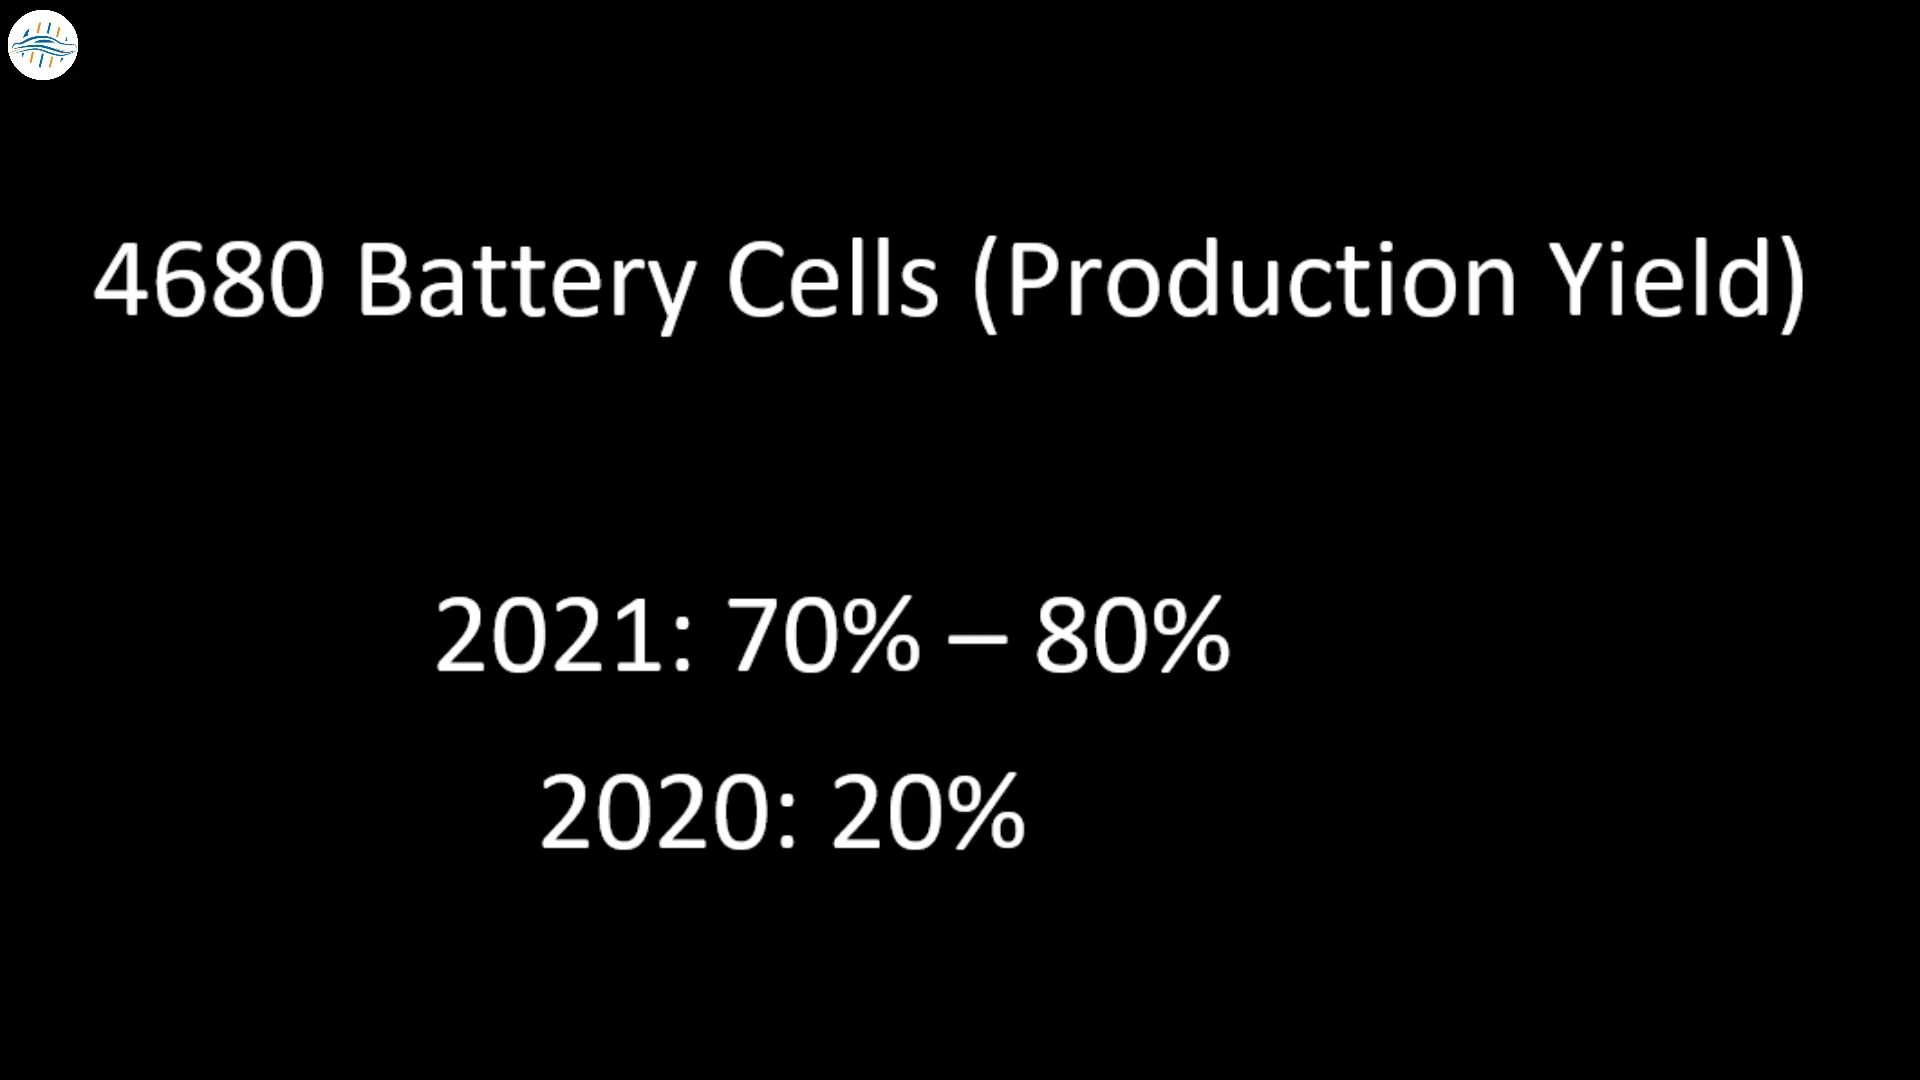 4680 Battery Cells (Production Yield)
2021: 70% – 80%
2020: 20%